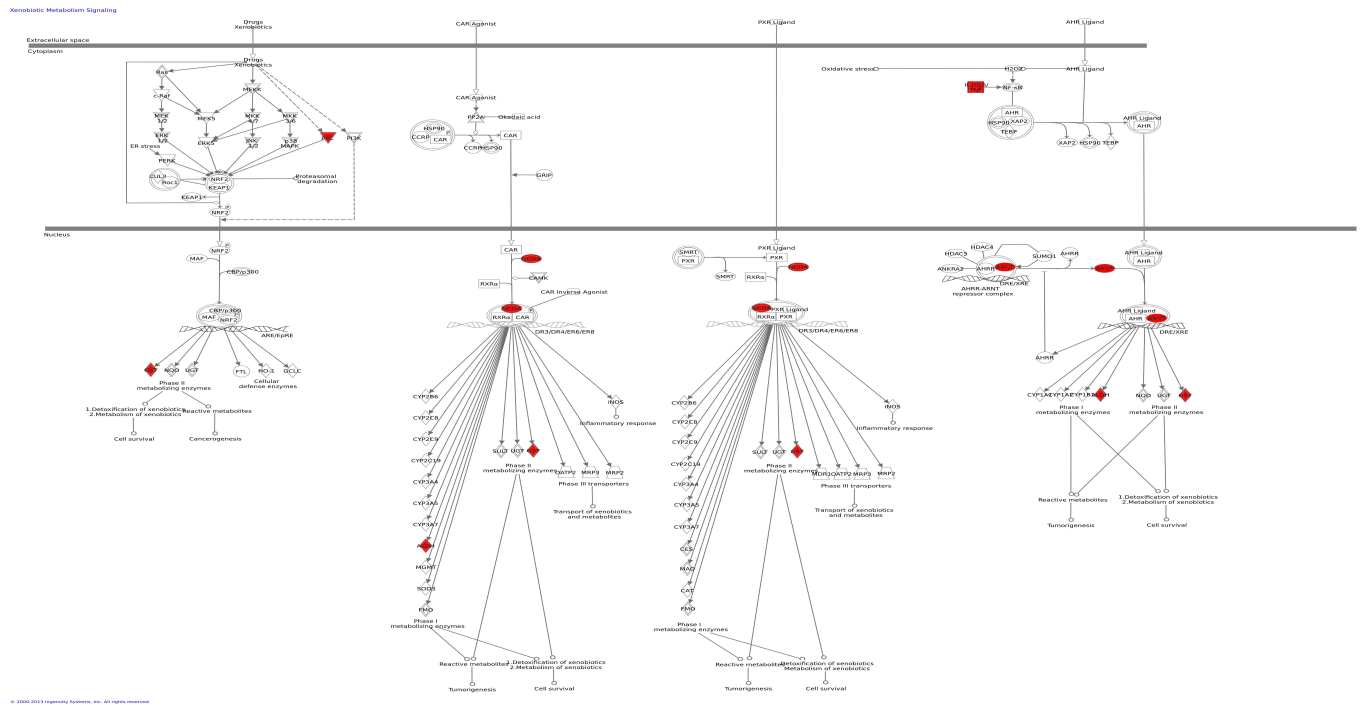 Xenobiotic Metabolism Signaling
Drugs
Xenobiotics
CAR Agonist
PXR Ligand
AHR Ligand
Extracellular space
Cytoplasm
Drugs
Xenobiotics
Ras
c-Raf
MEKK
MEK
1/2
MEK5
MKK
4/7
MKK
3/6
ERK
1/2
ERK5
JNK
1/2
p38
MAPK
PI3K
ER stress
PERK
CUL3
Roc1
NRF2
KEAP1
Proteasomal
degradation
KEAP1
NRF2
P
CAR Agonist
PP2A
Okadaic acid
HSP90
CCRP
CAR
P
CAR
CCRP
HSP90
GRIP
Oxidative stress
H2O2
AHR Ligand
NF-κB
AHR
HSP90
XAP2
TEBP
XAP2
HSP90
TEBP
AHR Ligand
AHR
Nucleus
NRF2
P
MAF
CBP/p300
CBP/p300
MAF
NRF2
ARE/EpRE
NQO
UGT
FTL
HO-1
GCLC
Phase II
metabolizing enzymes
Cellular
defense enzymes
1.Detoxification of xenobiotics
2.Metabolism of xenobiotics
Reactive metabolites
Cell survival
Cancerogenesis
CAR
RXRα
CAMK
CAR Inverse Agonist
RXRα
CAR
P
DR3/DR4/ER6/ER8
CYP2B6
CYP2C8
CYP2C9
CYP2C19
CYP3A4
CYP3A5
CYP3A7
MGMT
SOD3
FMO
Phase I
metabolizing enzymes
SULT
UGT
Phase II
metabolizing enzymes
OATP2
MRP3
MRP2
Phase III transporters
Transport of xenobiotics
and metabolites
iNOS
Inflammatory response
Reactive metabolites
1.Detoxification of xenobiotics
2.Metabolism of xenobiotics
Tumorigenesis
Cell survival
SMRT
PXR
PXR Ligand
PXR
SMRT
RXRα
PXR Ligand
RXRα
PXR
DR3/DR4/ER6/ER8
CYP2B6
CYP2C8
CYP2C9
CYP2C19
CYP3A4
CYP3A5
CYP3A7
CES
MAO
CAT
FMO
Phase I
metabolizing enzymes
SULT
UGT
Phase II
metabolizing enzymes
MDR1
OATP2
MRP3
MRP2
Phase III transporters
Transport of xenobiotics
and metabolites
iNOS
Inflammatory response
Reactive metabolites
Detoxification of xenobiotics
Metabolism of xenobiotics
Tumorigenesis
Cell survival
HDAC4
HDAC5
ANKRA2
AHRR
SUMO1
AHRR
DRE/XRE
AHRR-ARNT
repressor complex
AHR Ligand
AHR
AHR Ligand
AHR
DRE/XRE
AHRR
CYP1A1
CYP1A2
CYP1B1
NQO
UGT
Phase I
metabolizing enzymes
Phase II
metabolizing enzymes
Reactive metabolites
1.Detoxification of xenobiotics
2.Metabolism of xenobiotics
Tumorigenesis
Cell survival
© 2000-2013 Ingenuity Systems, Inc. All rights reserved.